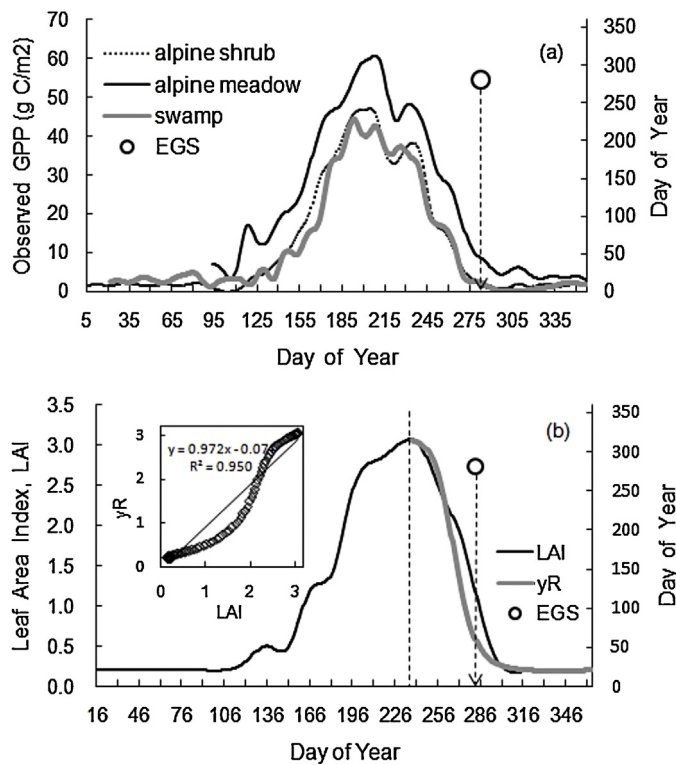 (a)
Observed GPP (g C/m2)
70
60
50
40
30
20
10
0
alpine shrub
alpine meadow
swamp
EGS
350
300
250
200
150
100
50
0
Day of Year
5 35 65 95 125 155 185 215 245 275 305 335
Day of Year
(b)
Leaf Area Index, LAI
3.5
3.0
2.5
2.0
1.5
1.0
0.5
0.0
yR
3
2
1
0
y = 0.972x - 0.07
R² = 0.950
0 1 2 3
LAI
LAI
yR
EGS
350
300
250
200
150
100
50
0
Day of Year
16 46 76 106 136 166 196 226 256 286 316 346
Day of Year